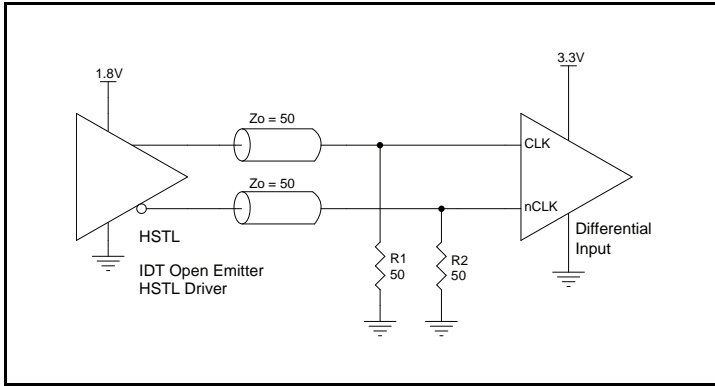 1.8V
3.3V
Zo = 50
CLK
Zo = 50
nCLK
HSTL
Differential
Input
IDT Open Emitter
HSTL Driver
R1
50
R2
50